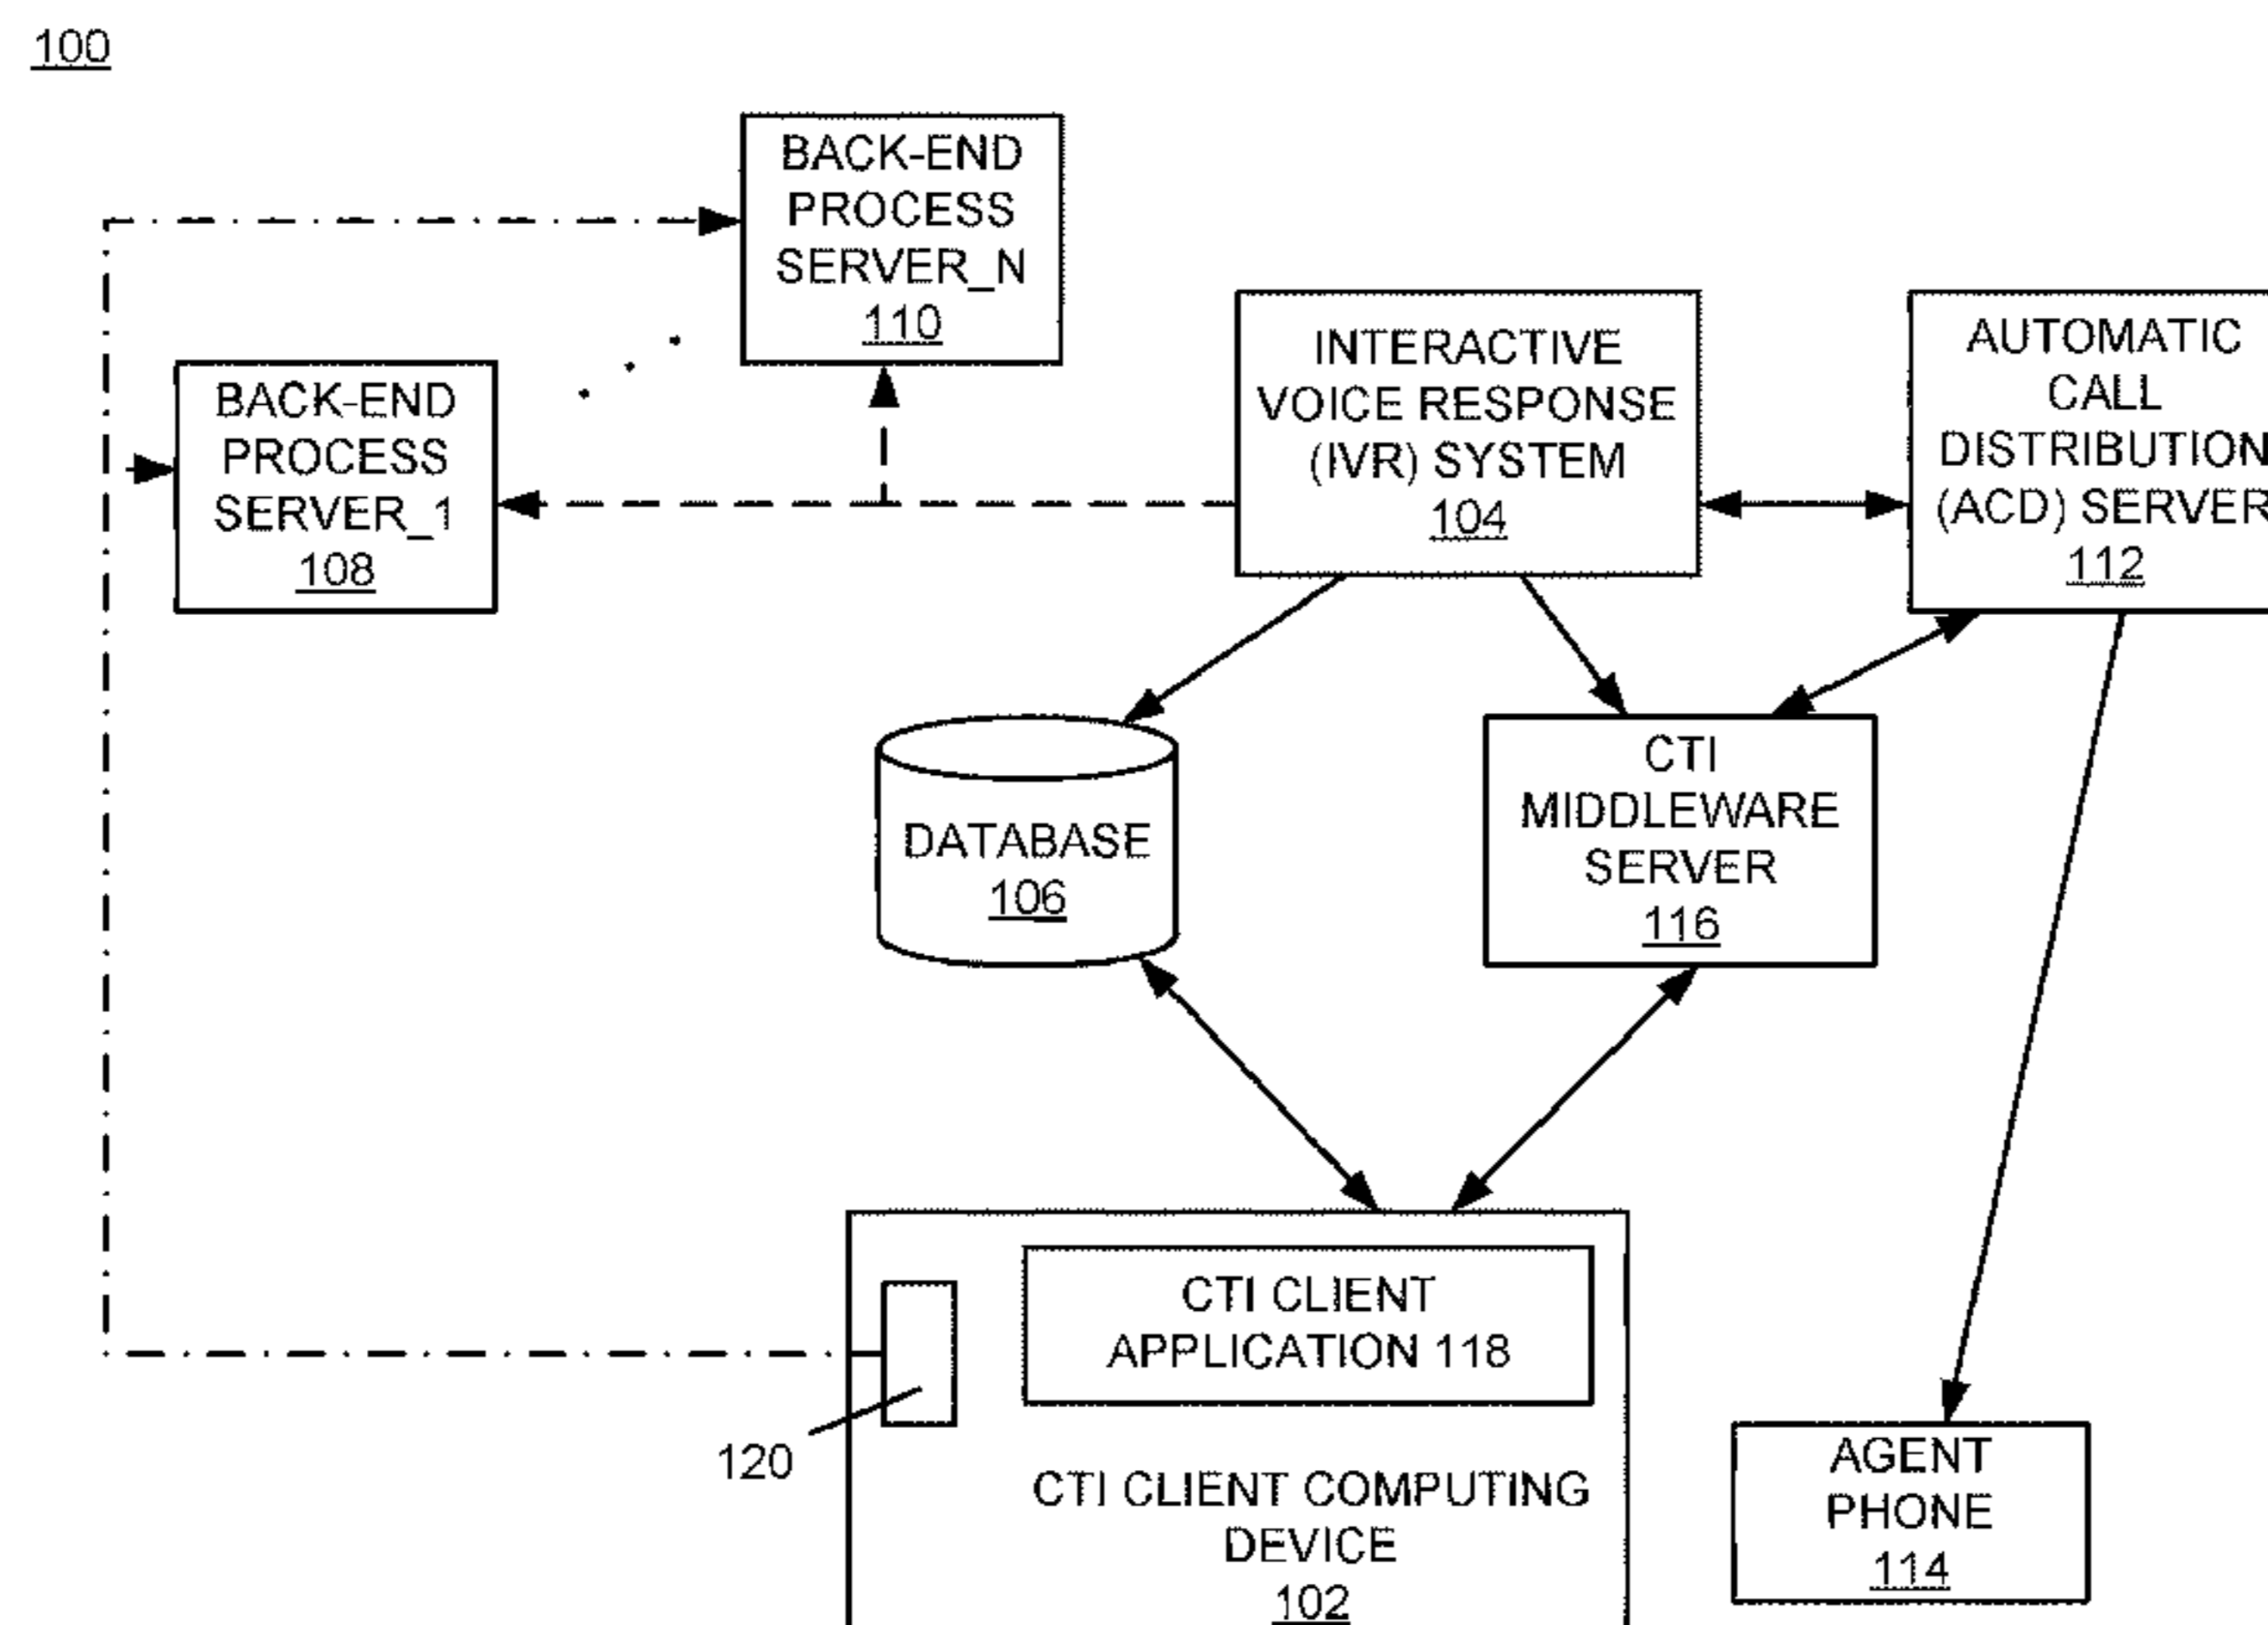 100
BACK-END
PROCESS
SERVER_N
110
BACK-END
PROCESS
SERVER_1
108
INTERACTIVE
VOICE RESPONSE
(IVR) SYSTEM
104
AUTOMATIC
CALL
DISTRIBUTION
(ACD) SERVER
112
DATABASE
106
CTI
MIDDLEWARE
SERVER
116
CTI CLIENT
APPLICATION 118
120
CTI CLIENT COMPUTING
DEVICE
102
AGENT
PHONE
114